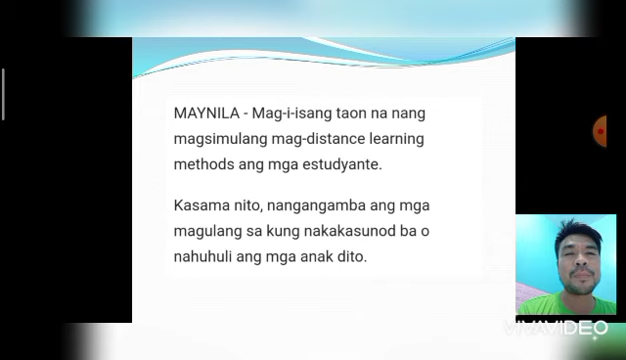 MAYNILA - Mag-i-isang taon na nang
magsimulang mag-distance learning
methods ang mga estudyante.
Kasama nito, nangangamba ang mga
magulang sa kung nakakasunod ba o
nahuhuli ang mga anak dito.
VIVAVIDEO